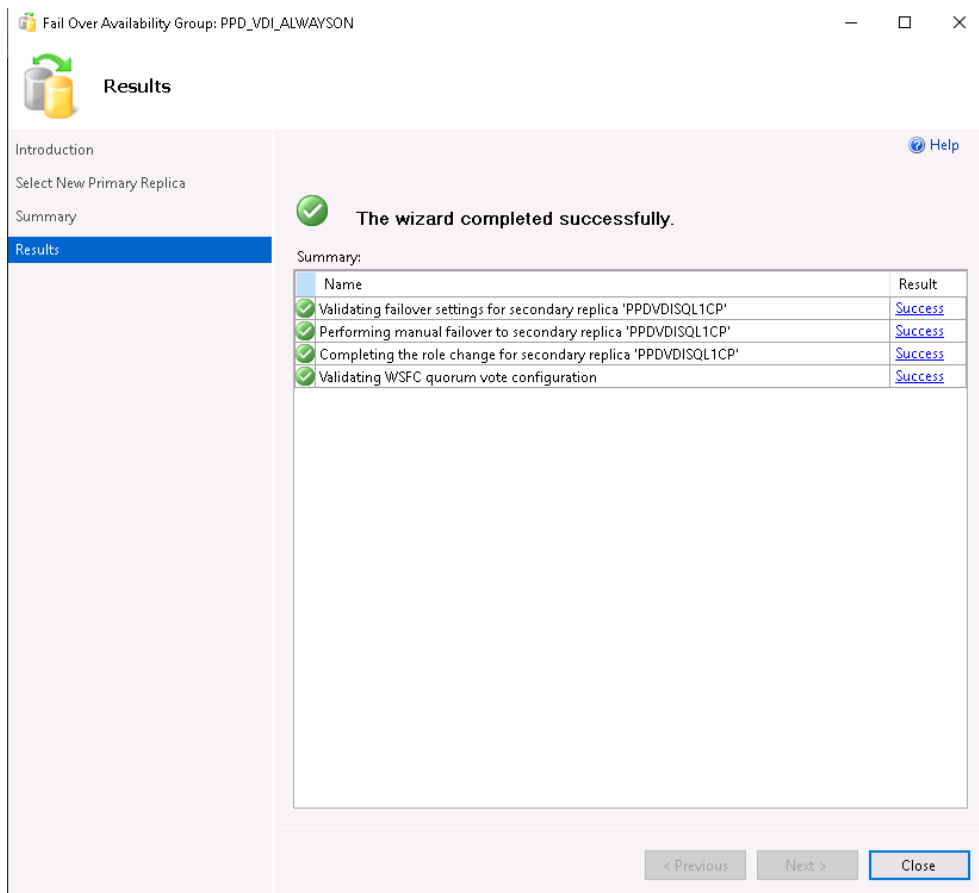 Fail Over Availability Group: PPD_VDI_ALWAYSON
Results
Introduction
Select New Primary Replica
Summary
Results
Help
The wizard completed successfully.
Summary:
Name Result
Validating failover settings for secondary replica 'PPDVDISQL1CP' Success
Performing manual failover to secondary replica 'PPDVDISQL1CP' Success
Completing the role change for secondary replica 'PPDVDISQL1CP' Success
Validating WSFC quorum vote configuration Success
< Previous Next > Close